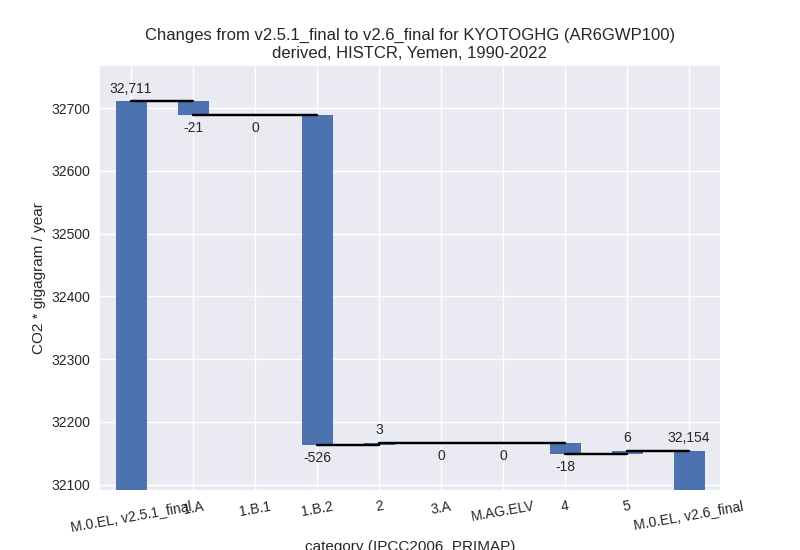 Changes from v2.5.1_final to v2.6_final for KYOTOGHG (AR6GWP100)
derived, HISTCR, Yemen, 1990-2022
32,711
-21
0
-526
3
0
0
-18
6
32,154
CO2 * gigagram / year
32700
32600
32500
32400
32300
32200
32100
M.0.EL, v2.5.1_final
1.A
1.B.1
1.B.2
2
3.A
M.AG.ELV
4
5
M.0.EL, v2.6_final
category (IPCC2006_PRIMAP)